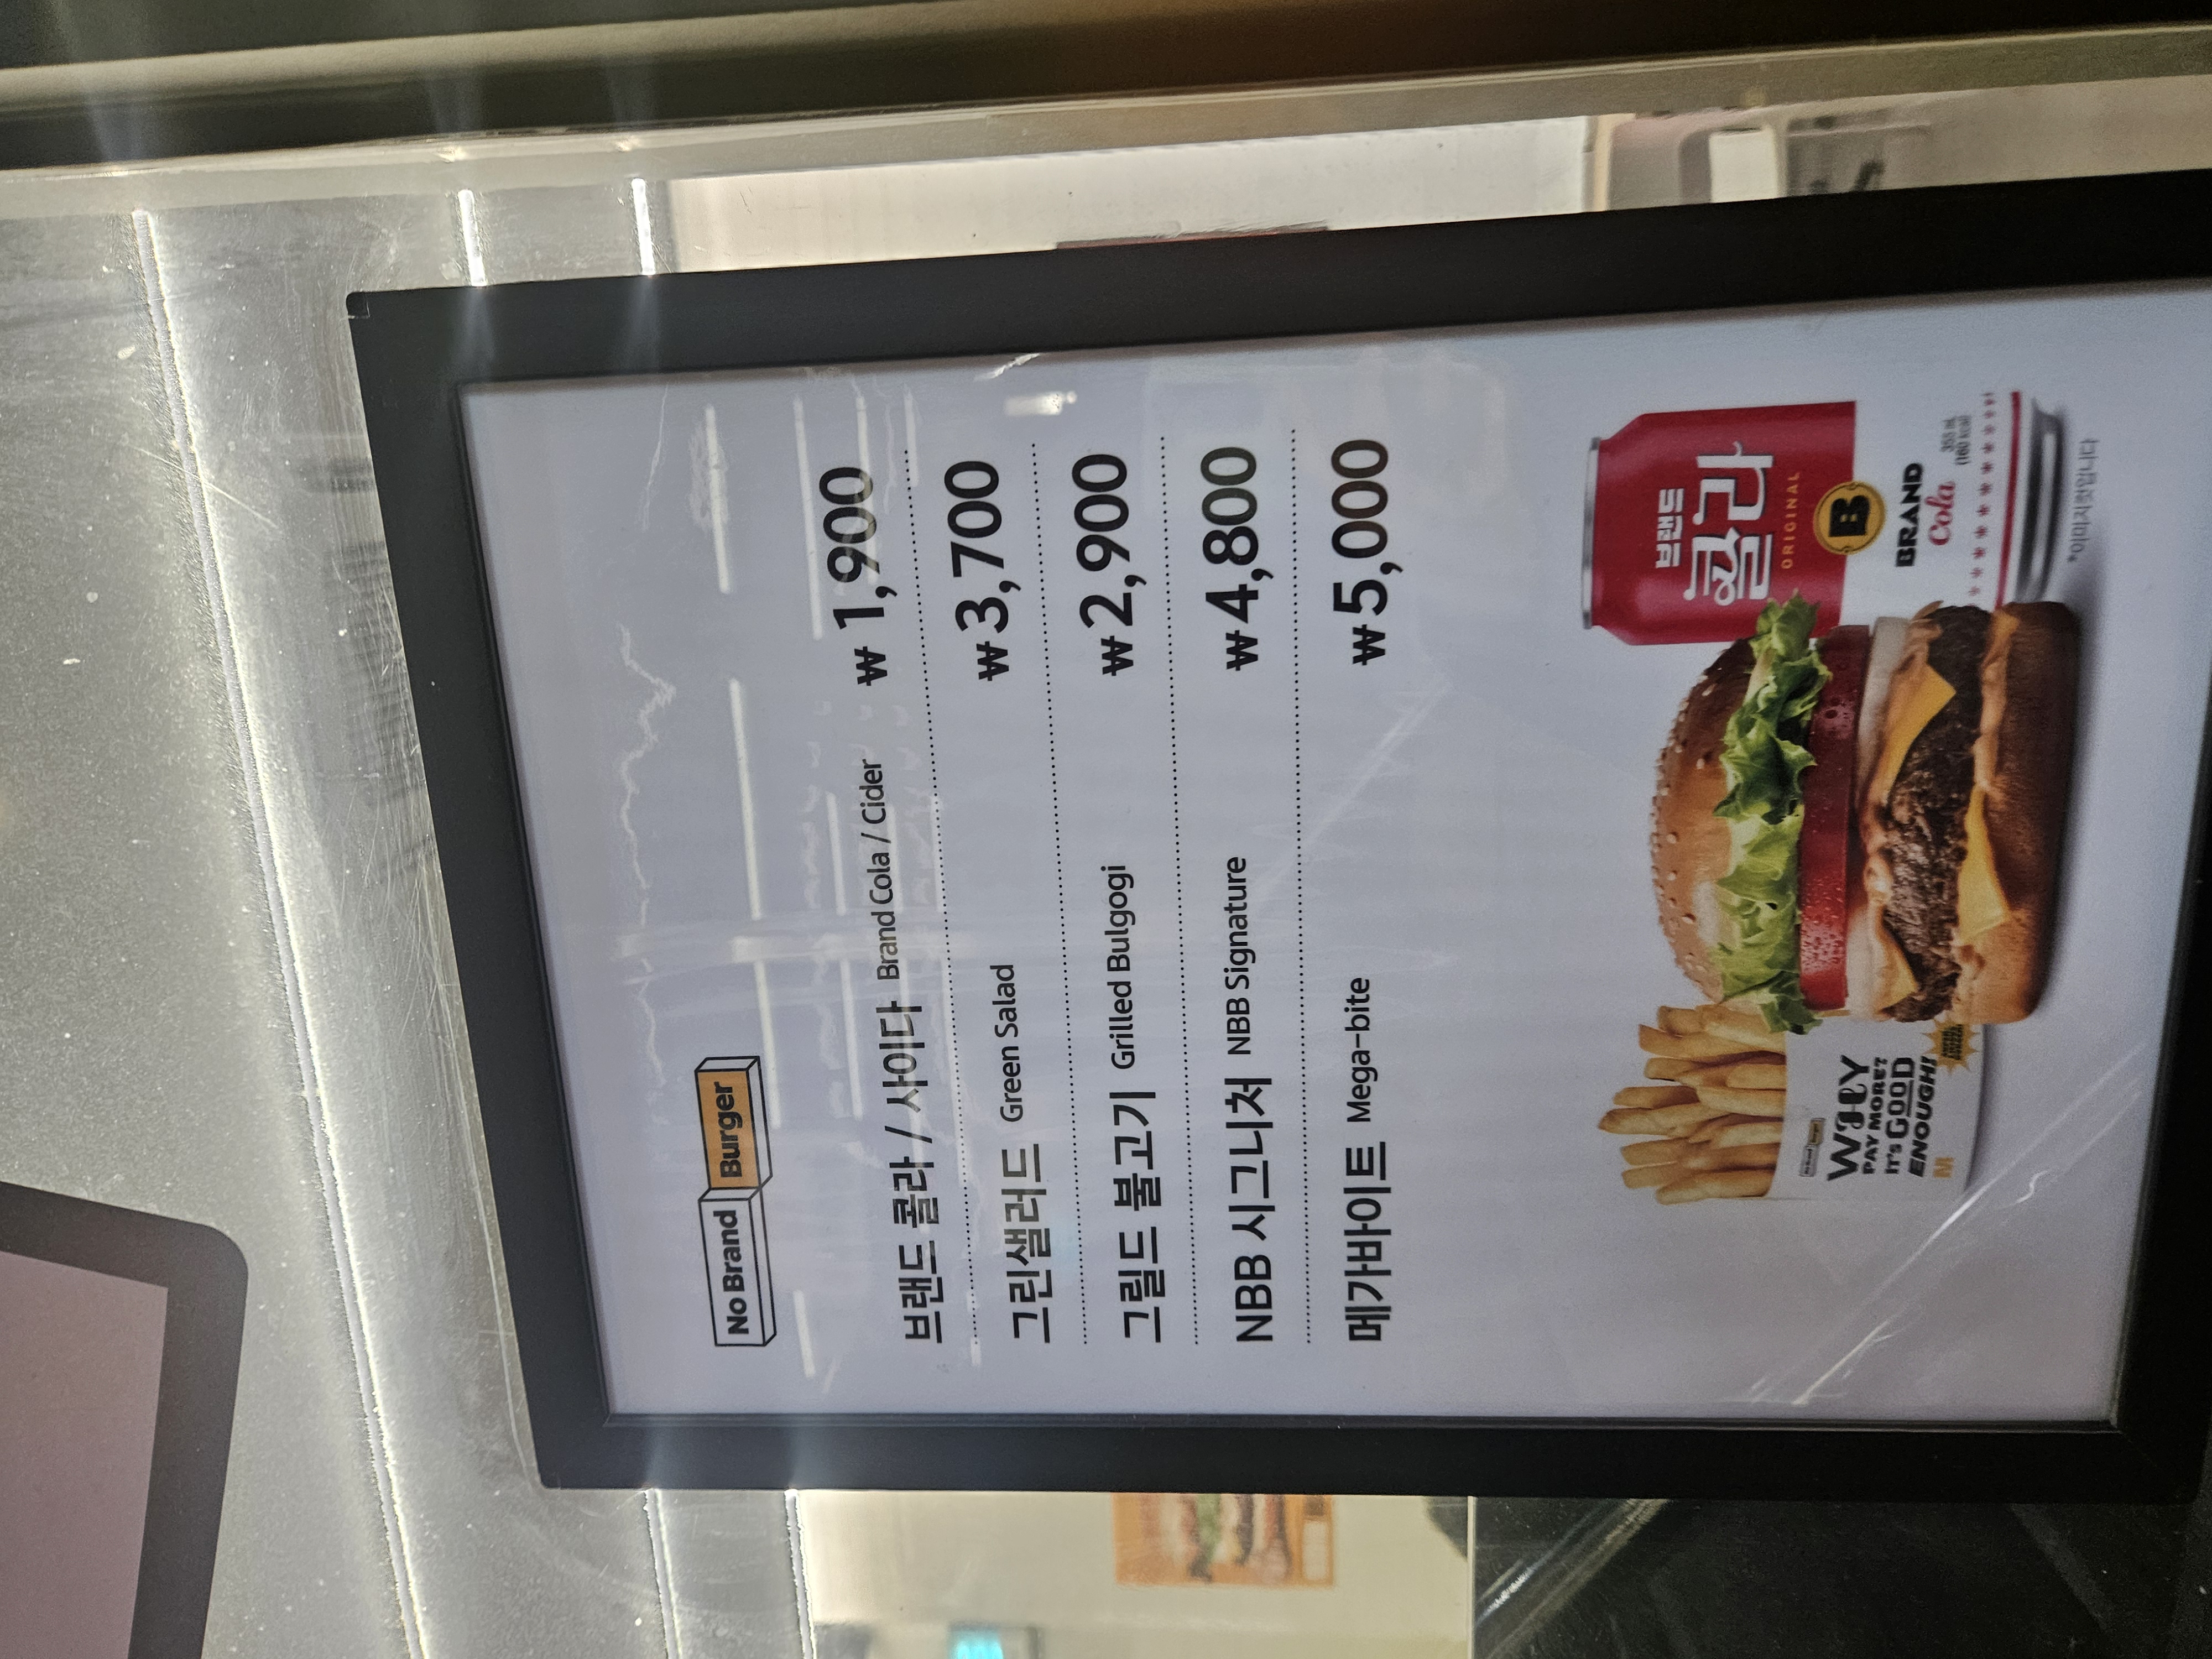 No Brand Burger
브랜드 콜라 / 사이다 Brand Cola / Cider ₩1,900
그린샐러드 Green Salad ₩3,700
그릴드 불고기 Grilled Bulgogi ₩2,900
NBB 시그니처 NBB Signature ₩4,800
메가바이트 Mega-bite ₩5,000
브랜드
콜라
ORIGINAL
B
BRAND
Cola
355 mL
WHY
PAY MORE?
IT'S GOOD
ENOUGH!